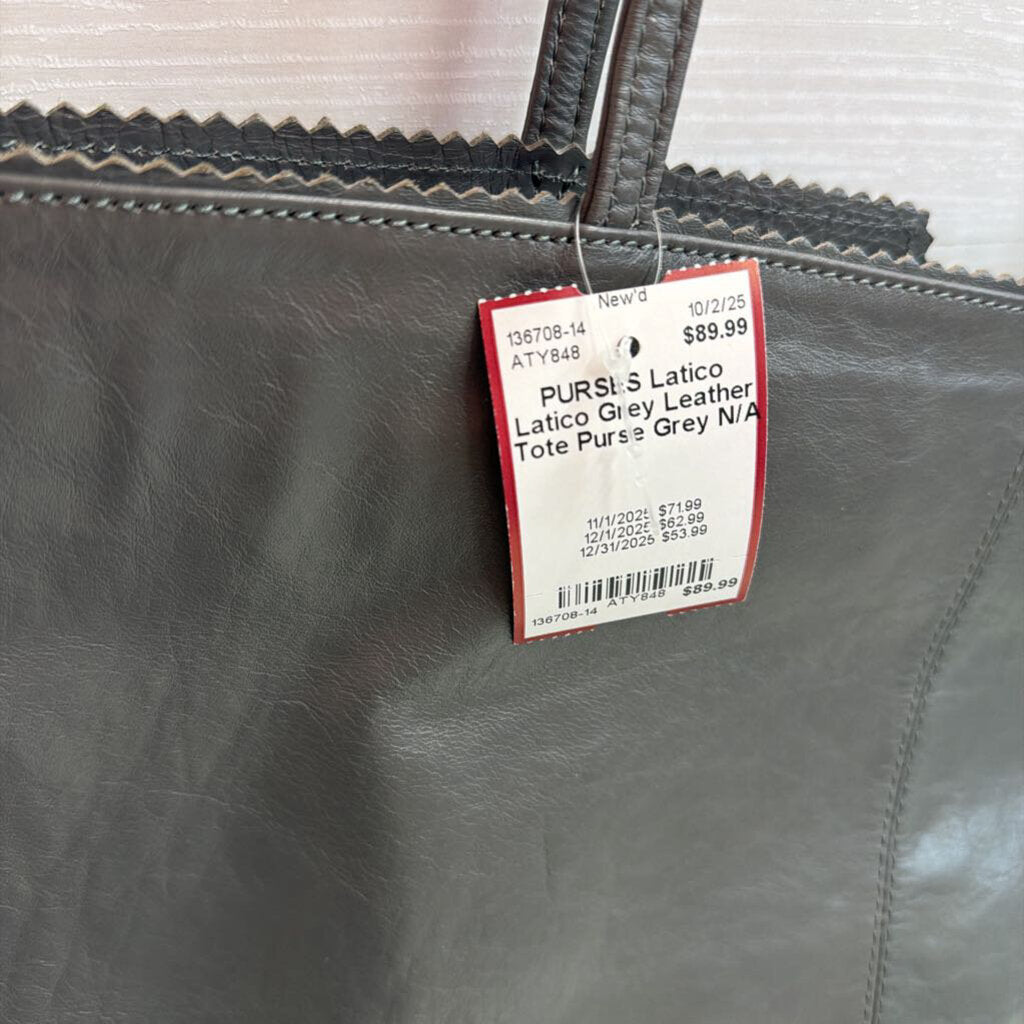 New'd
136708-14 10/2/25
ATY848 $89.99
PURSES Latico
Latico Grey Leather
Tote Purse Grey N/A
11/1/2025 $71.99
12/1/2025 $62.99
12/31/2025 $53.99
136708-14 ATY848 $89.99